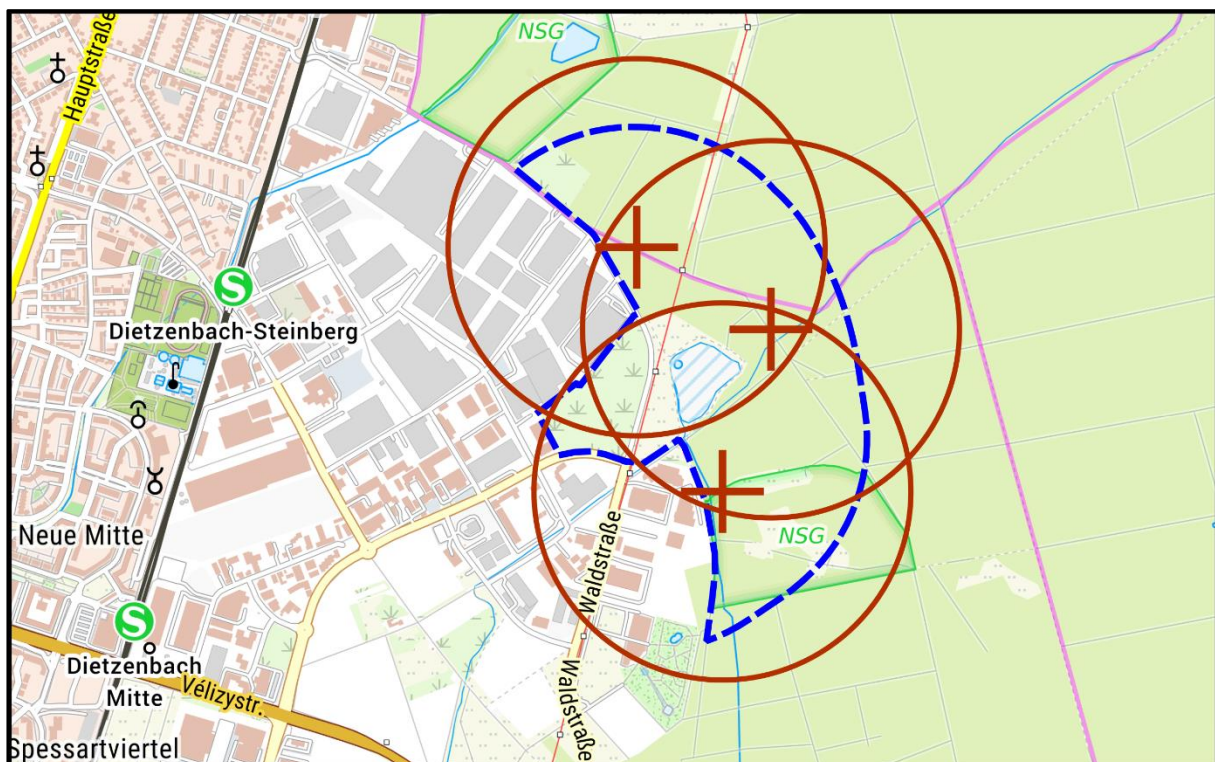 NSG
Hauptstraße
S
Dietzenbach-Steinberg
Neue Mitte
NSG
Waldstraße
S
Dietzenbach
Mitte
Vélizystr.
Waldstraße
Spessartviertel